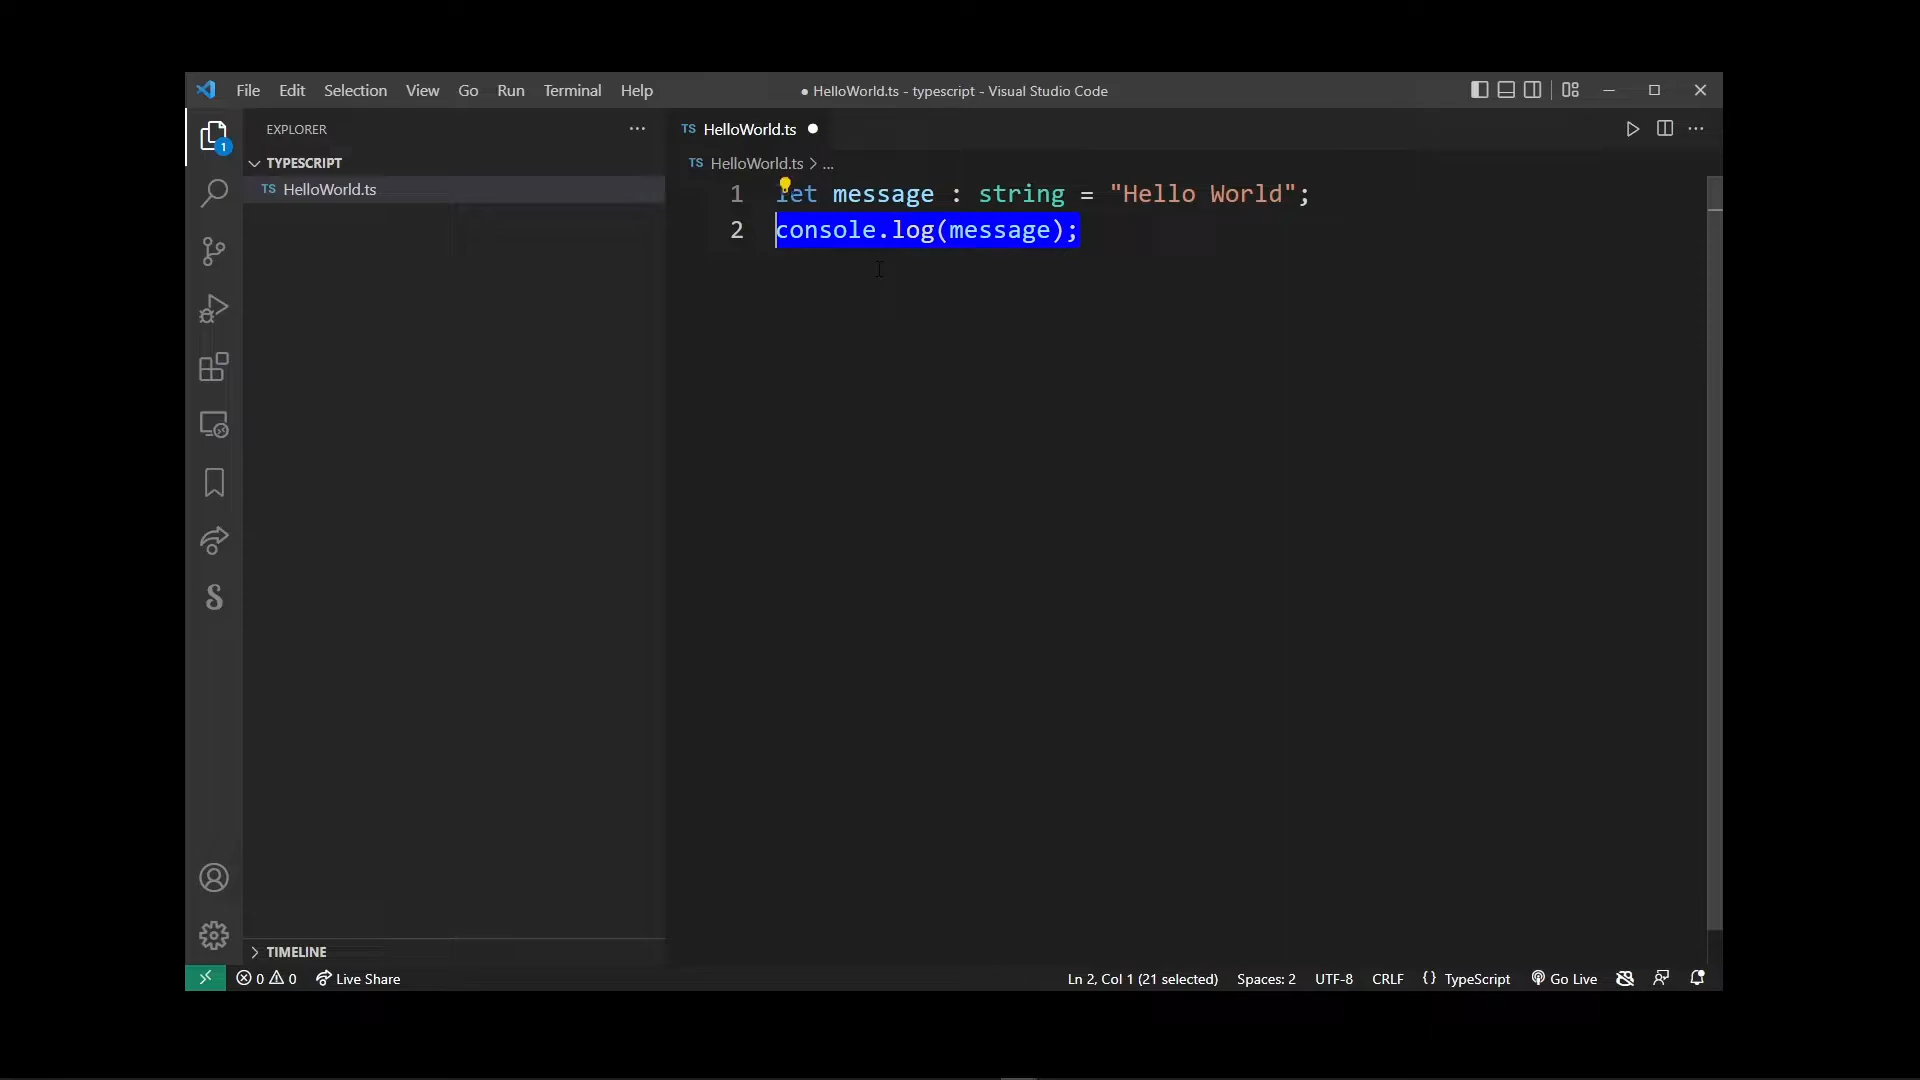 File Edit Selection View Go Run Terminal Help ● HelloWorld.ts - typescript - Visual Studio Code
EXPLORER ···
TS HelloWorld.ts ●
1
TYPESCRIPT
TS HelloWorld.ts > ...
TS HelloWorld.ts
1 let message : string = "Hello World";
2 console.log(message);
S
TIMELINE
0 0 Live Share Ln 2, Col 1 (21 selected) Spaces: 2 UTF-8 CRLF {} TypeScript Go Live